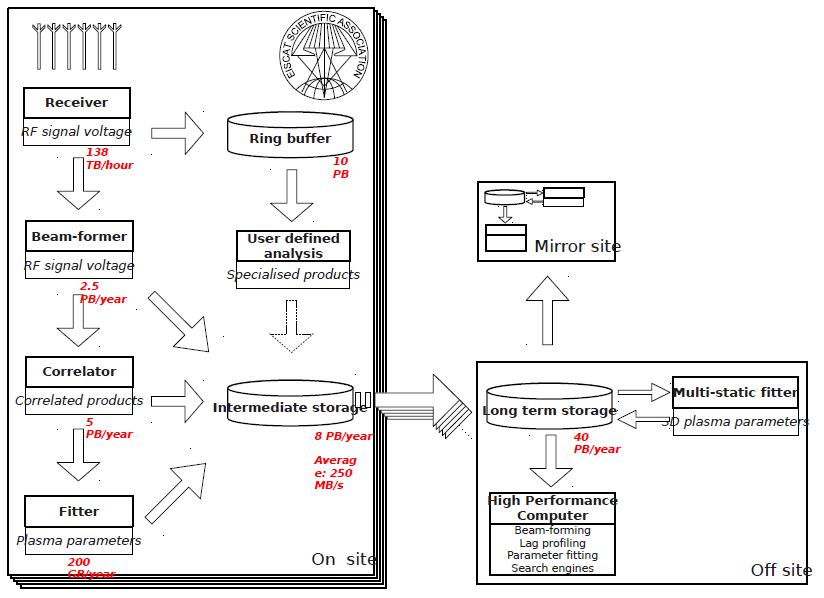 EISCAT SCIENTIFIC ASSOCIATION
Receiver
RF signal voltage
138
TB/hour
Ring buffer
10
PB
Beam-former
RF signal voltage
2.5
PB/year
User defined
analysis
Specialised products
Correlator
Correlated products
5
PB/year
Intermediate storage
8 PB/year
Averag
e: 250
MB/s
Fitter
Plasma parameters
200
GB/year
On site
Mirror site
Long term storage
40
PB/year
Multi-static fitter
3D plasma parameters
High Performance
Computer
Beam-forming
Lag profiling
Parameter fitting
Search engines
Off site